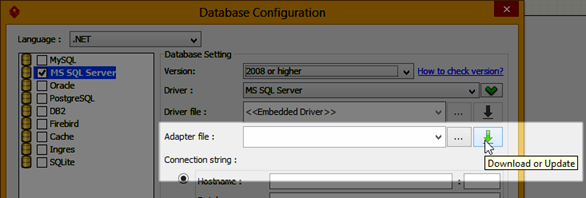 Database Configuration
Language : .NET
MySQL
MS SQL Server
Oracle
PostgreSQL
DB2
Firebird
Cache
Ingres
SQLite
Database Setting
Version: 2008 or higher How to check version?
Driver : MS SQL Server
Driver file : <<Embedded Driver>> ...
Adapter file : ...
Download or Update
Connection string :
Hostname : :